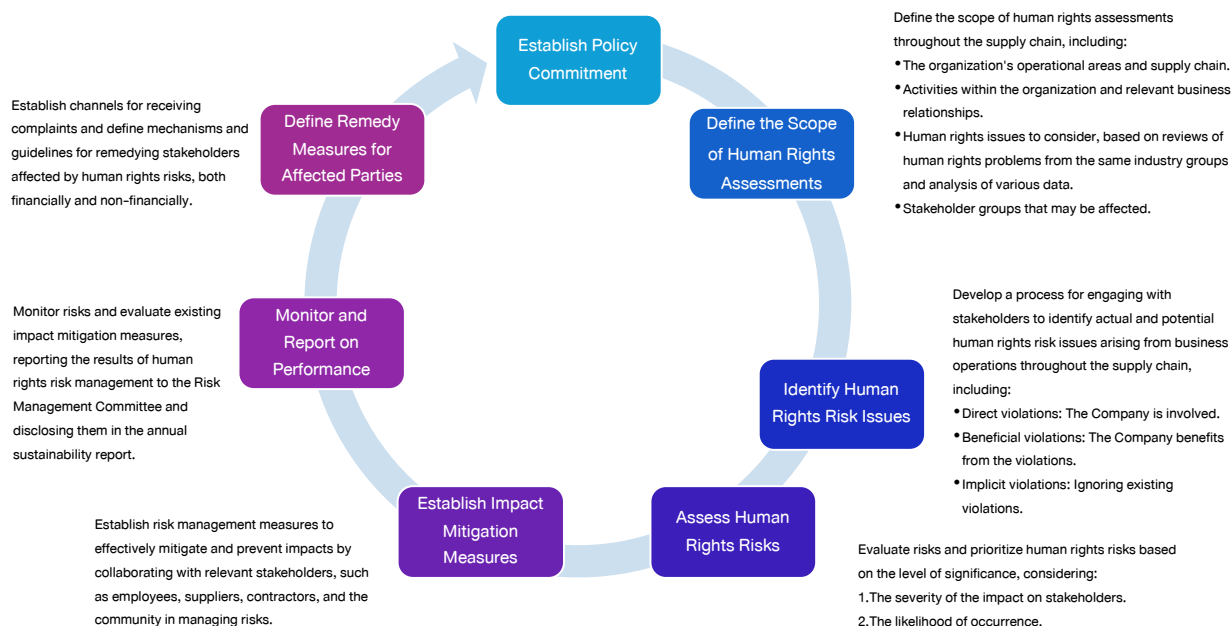 Establish Policy
Commitment
Define the scope of human rights assessments
throughout the supply chain, including:
•The organization's operational areas and supply chain.
•Activities within the organization and relevant business
relationships.
•Human rights issues to consider, based on reviews of
human rights problems from the same industry groups
and analysis of various data.
•Stakeholder groups that may be affected.
Define the Scope
of Human Rights
Assessments
Develop a process for engaging with
stakeholders to identify actual and potential
human rights risk issues arising from business
operations throughout the supply chain,
including:
•Direct violations: The Company is involved.
•Beneficial violations: The Company benefits
from the violations.
•Implicit violations: Ignoring existing
violations.
Identify Human
Rights Risk Issues
Assess Human
Rights Risks
Evaluate risks and prioritize human rights risks based
on the level of significance, considering:
1.The severity of the impact on stakeholders.
2.The likelihood of occurrence.
Establish Impact
Mitigation
Measures
Establish risk management measures to
effectively mitigate and prevent impacts by
collaborating with relevant stakeholders, such
as employees, suppliers, contractors, and the
community in managing risks.
Monitor and
Report on
Performance
Monitor risks and evaluate existing
impact mitigation measures,
reporting the results of human
rights risk management to the Risk
Management Committee and
disclosing them in the annual
sustainability report.
Define Remedy
Measures for
Affected Parties
Establish channels for receiving
complaints and define mechanisms and
guidelines for remedying stakeholders
affected by human rights risks, both
financially and non-financially.